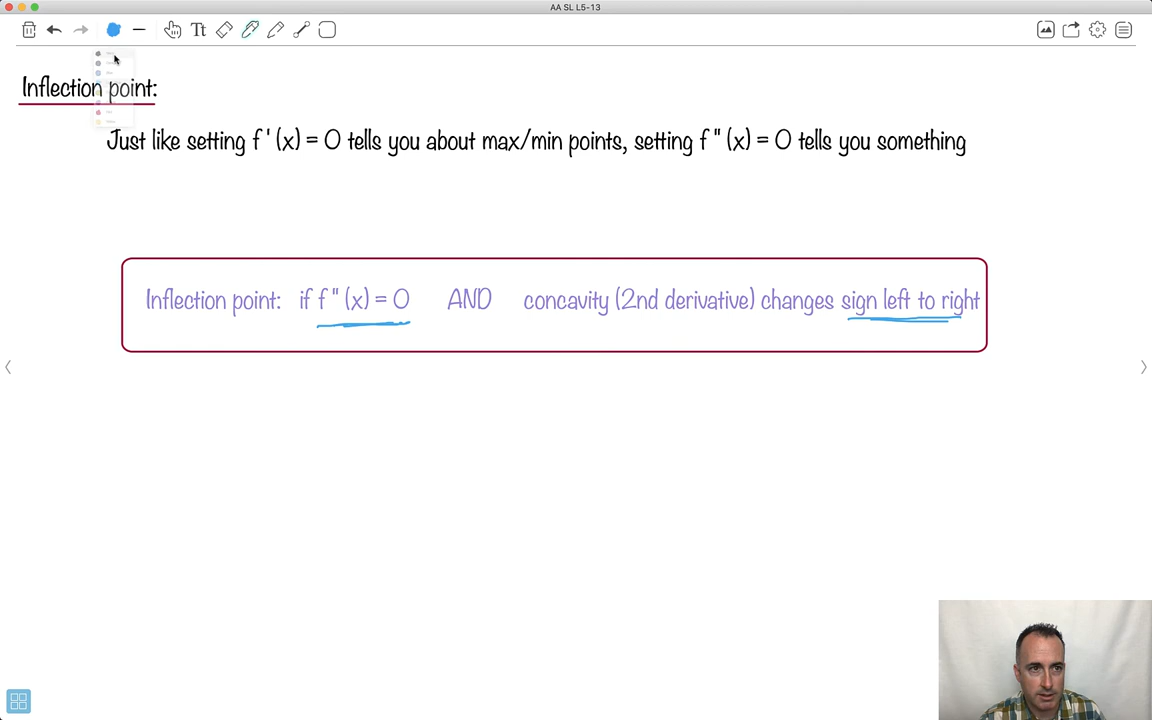 AA SL L5-13
Tt
Inflection point:
Just like setting f ' (x) = 0 tells you about max/min points, setting f " (x) = 0 tells you something
Inflection point: if f " (x) = 0 AND concavity (2nd derivative) changes sign left to right